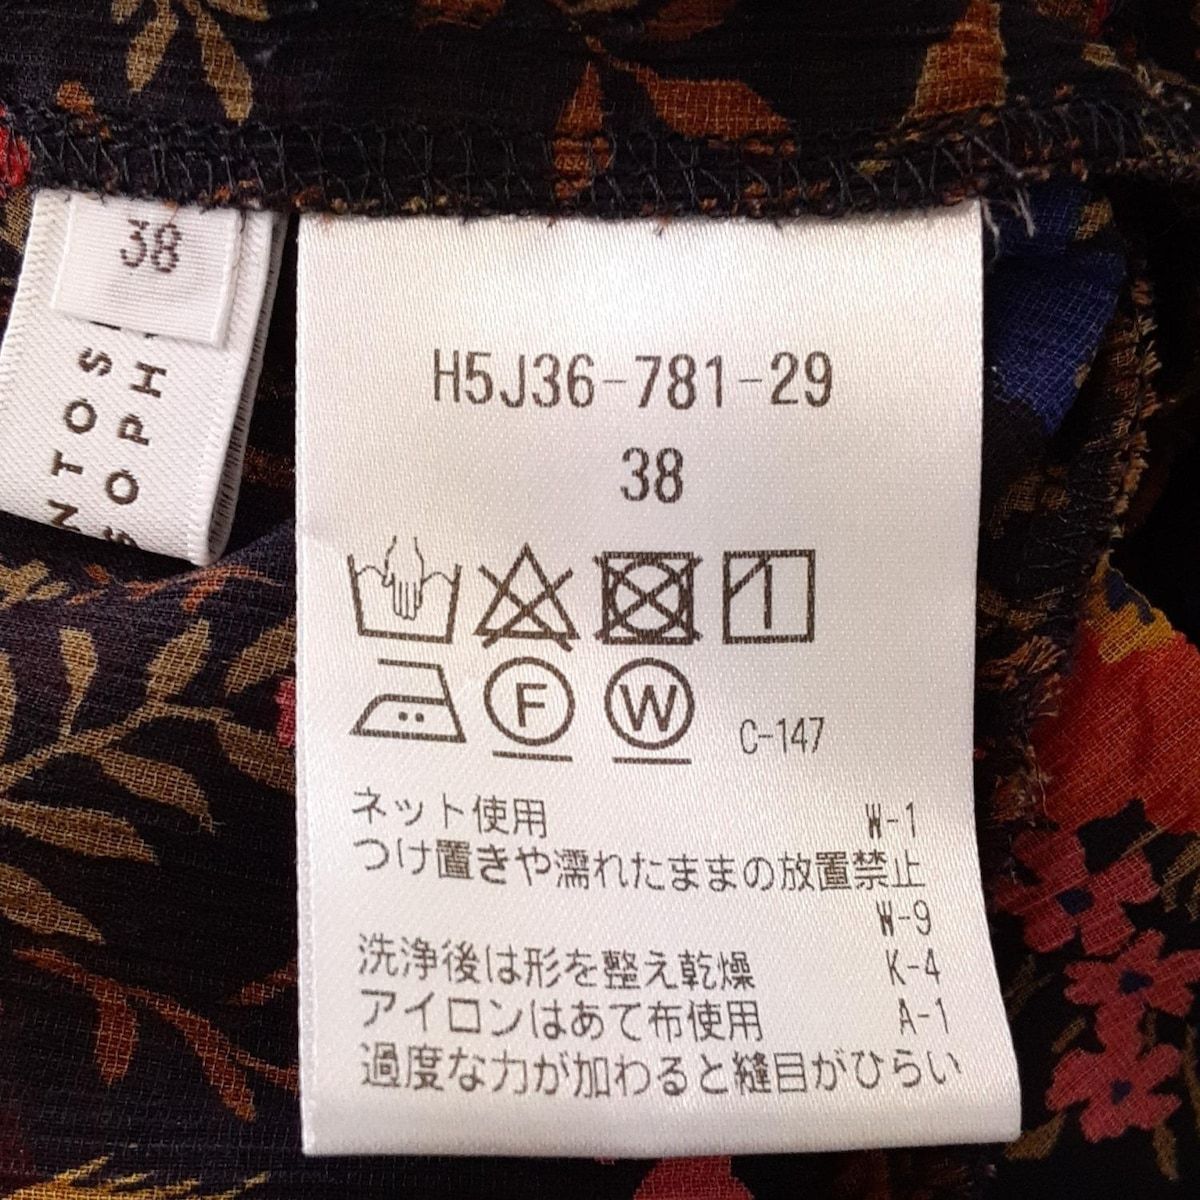 38
NTOS
SOPH
H5J36-781-29
38
F W C-147
ネット使用 W-1
つけ置きや濡れたままの放置禁止
W-9
洗浄後は形を整え乾燥 K-4
アイロンはあて布使用 A-1
過度な力が加わると縫目がひらい